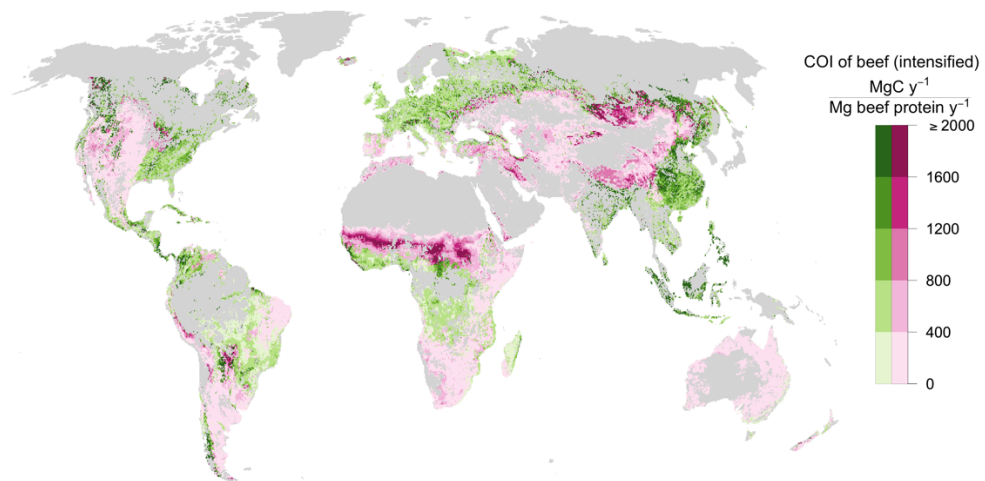 COI of beef (intensified)
MgC y⁻¹
Mg beef protein y⁻¹
≥ 2000
1600
1200
800
400
0